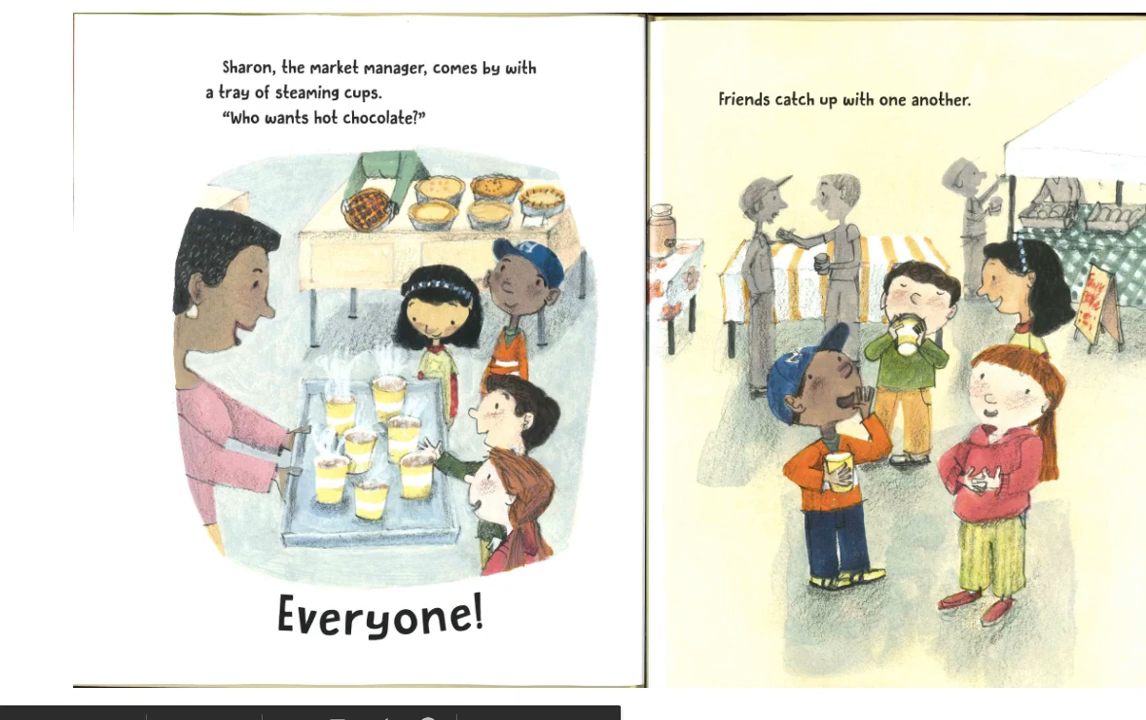 Sharon, the market manager, comes by with
a tray of steaming cups.
“Who wants hot chocolate?”
Everyone!
Friends catch up with one another.